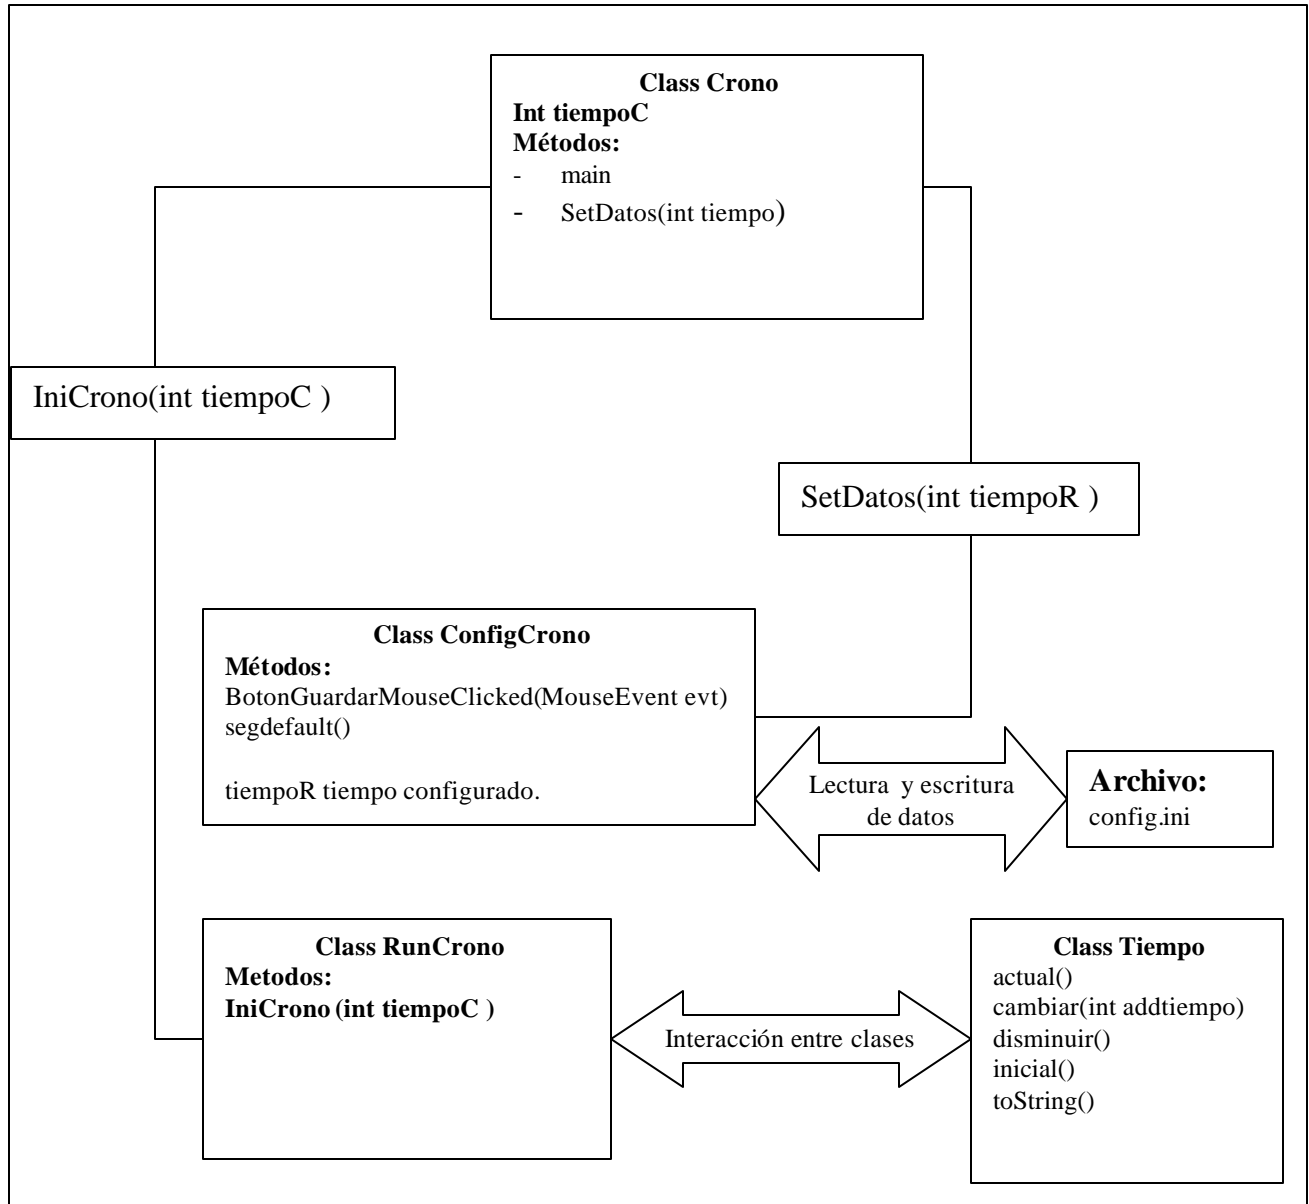 Class Crono
Int tiempoC
Métodos:
- main
- SetDatos(int tiempo)
IniCrono(int tiempoC )
SetDatos(int tiempoR )
Class ConfigCrono
Métodos:
BotonGuardarMouseClicked(MouseEvent evt)
segdefault()
tiempoR tiempo configurado.
Lectura y escritura
de datos
Archivo:
config.ini
Class RunCrono
Metodos:
IniCrono (int tiempoC )
Interacción entre clases
Class Tiempo
actual()
cambiar(int addtiempo)
disminuir()
inicial()
toString()